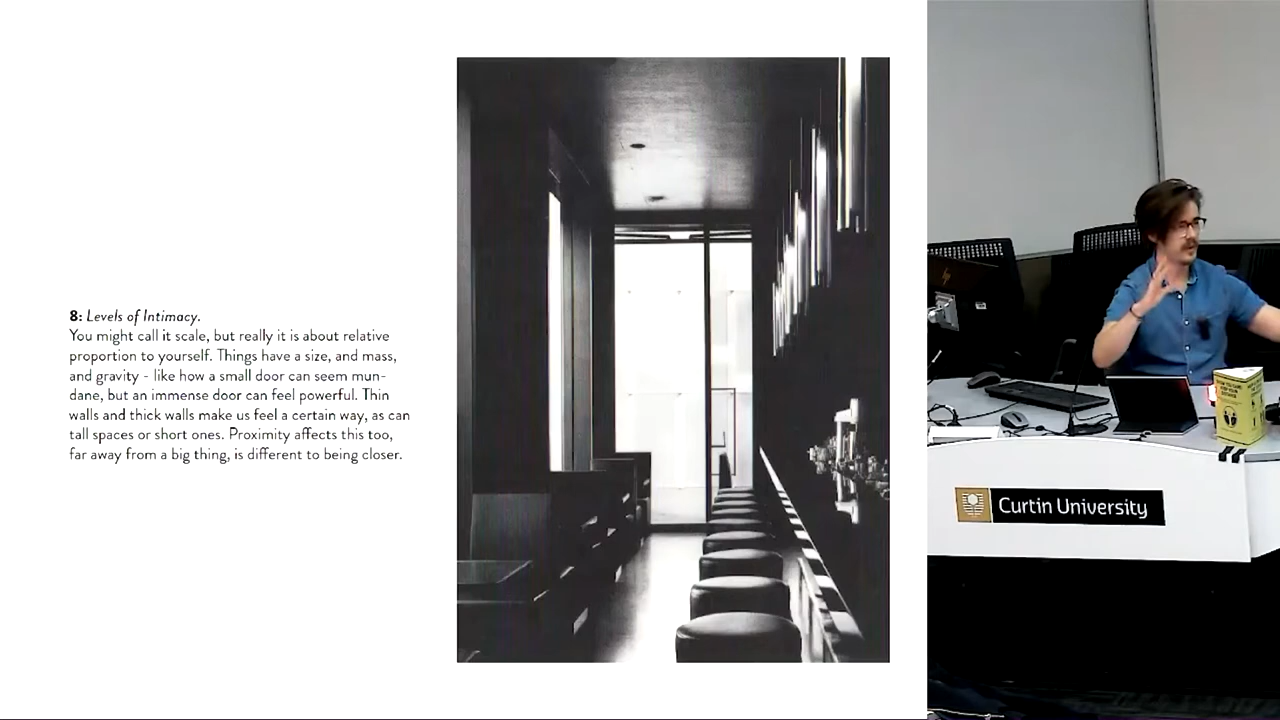 8: Levels of Intimacy.
You might call it scale, but really it is about relative
proportion to yourself. Things have a size, and mass,
and gravity - like how a small door can seem mun-
dane, but an immense door can feel powerful. Thin
walls and thick walls make us feel a certain way, as can
tall spaces or short ones. Proximity affects this too,
far away from a big thing, is different to being closer.
Curtin University